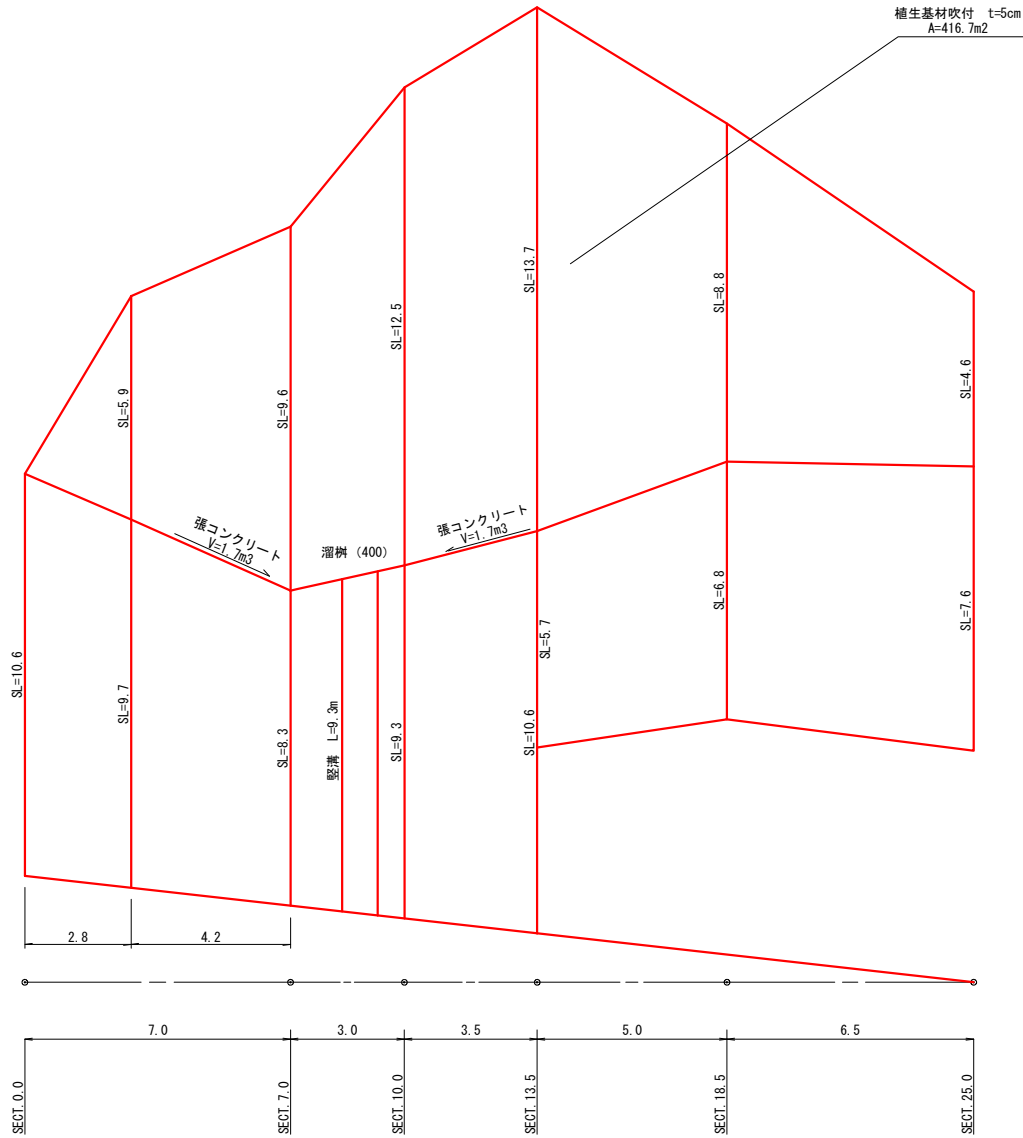 植生基材吹付 t=5cm
A=416.7m2
SL=13.7
SL=8.8
SL=12.5
SL=4.6
SL=5.9
SL=9.6
張コンクリート
V=1.7m3
溜桝 (400)
張コンクリート
V=1.7m3
SL=6.8
SL=7.6
SL=5.7
SL=10.6
SL=9.7
SL=8.3
竪溝 L=9.3m
SL=9.3
SL=10.6
2.8
4.2
7.0
3.0
3.5
5.0
6.5
SECT.0.0
SECT.7.0
SECT.10.0
SECT.13.5
SECT.18.5
SECT.25.0